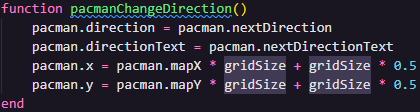 function pacmanChangeDirection()
    pacman.direction = pacman.nextDirection
    pacman.directionText = pacman.nextDirectionText
    pacman.x = pacman.mapX * gridSize + gridSize * 0.5
    pacman.y = pacman.mapY * gridSize + gridSize * 0.5
end